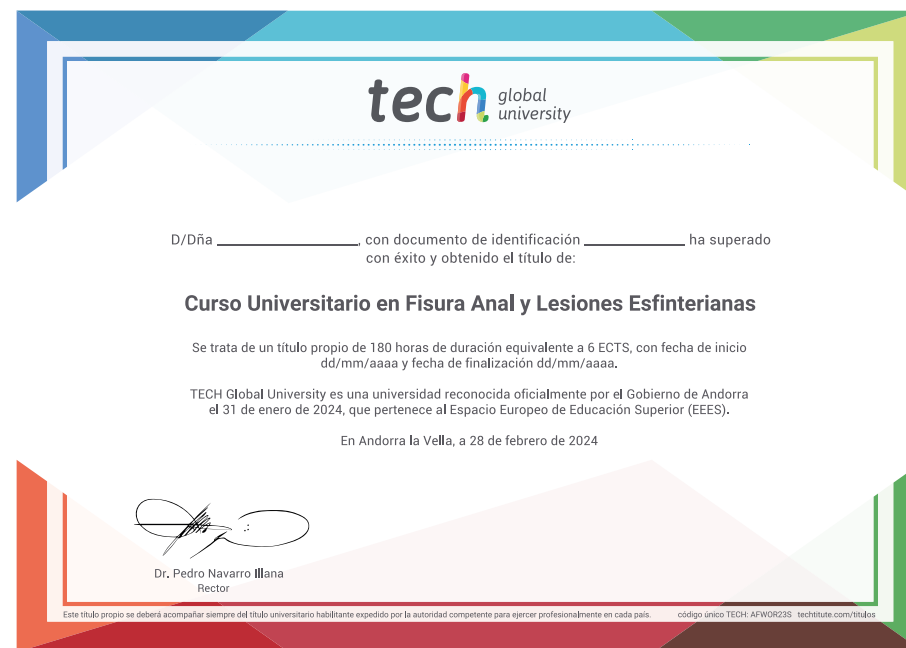 tech global
university
D/Dña ____________________, con documento de identificación ______________ ha superado
con éxito y obtenido el título de:
Curso Universitario en Fisura Anal y Lesiones Esfinterianas
Se trata de un título propio de 180 horas de duración equivalente a 6 ECTS, con fecha de inicio
dd/mm/aaaa y fecha de finalización dd/mm/aaaa.
TECH Global University es una universidad reconocida oficialmente por el Gobierno de Andorra
el 31 de enero de 2024, que pertenece al Espacio Europeo de Educación Superior (EEES).
En Andorra la Vella, a 28 de febrero de 2024
Dr. Pedro Navarro Illana
Rector
Este título propio se deberá acompañar siempre del título universitario habilitante expedido por la autoridad competente para ejercer profesionalmente en cada país. código único TECH: AFWOR23S techtitute.com/titulos